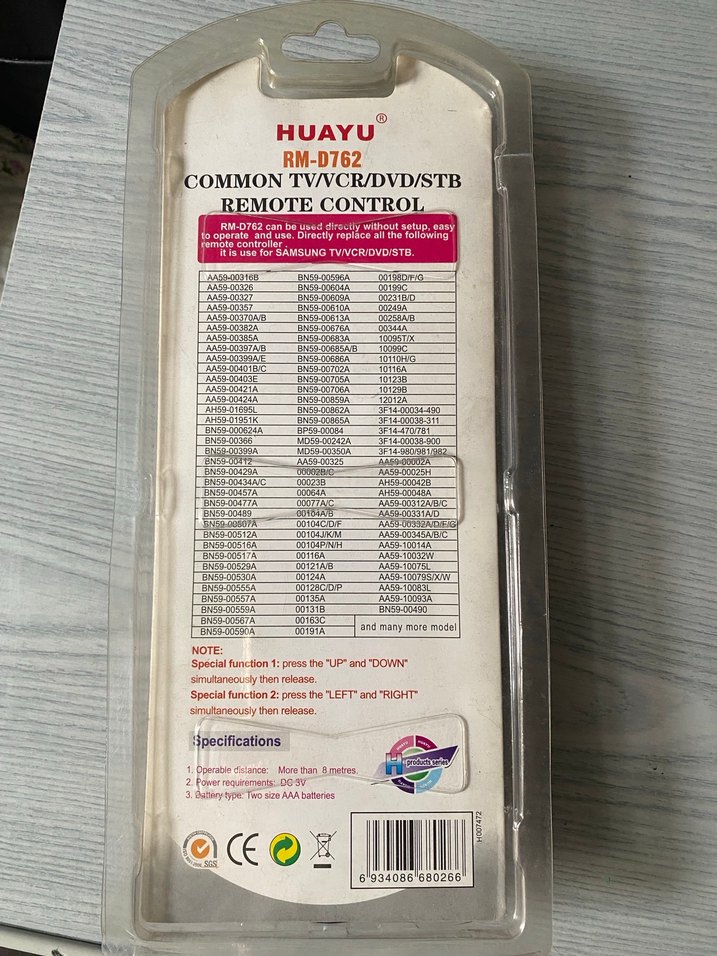 HUAYU®
RM-D762
COMMON TV/VCR/DVD/STB
REMOTE CONTROL
RM-D762 can be used directly without setup, easy
to operate and use. Directly replace all the following
remote controller .
it is use for SAMSUNG TV/VCR/DVD/STB.
AA59-00316B BN59-00596A 00198D/F/G
AA59-00326 BN59-00604A 00199C
AA59-00327 BN59-00609A 00231B/D
AA59-00357 BN59-00610A 00249A
AA59-00370A/B BN59-00613A 00258A/B
AA59-00382A BN59-00676A 00344A
AA59-00385A BN59-00683A 10095T/X
AA59-00397A/B BN59-00685A/B 10099C
AA59-00399A/E BN59-00686A 10110H/G
AA59-00401B/C BN59-00702A 10116A
AA59-00403E BN59-00705A 10123B
AA59-00421A BN59-00706A 10129B
AA59-00424A BN59-00859A 12012A
AH59-01695L BN59-00862A 3F14-00034-490
AH59-01951K BN59-00865A 3F14-00038-311
BN59-000624A BP59-00084 3F14-470/781
BN59-00366 MD59-00242A 3F14-00038-900
BN59-00399A MD59-00350A 3F14-980/981/982
BN59-00412 AA59-00325 AA59-00002A
BN59-00429A 00002B/C AA59-00025H
BN59-00434A/C 00023B AH59-00042B
BN59-00457A 00064A AH59-00048A
BN59-00477A 00077A/C AA59-00312A/B/C
BN59-00489 00104A/B AA59-00331A/D
BN59-00507A 00104C/D/F AA59-00332A/D/F/G
BN59-00512A 00104J/K/M AA59-00345A/B/C
BN59-00516A 00104P/N/H AA59-10014A
BN59-00517A 00116A AA59-10032W
BN59-00529A 00121A/B AA59-10075L
BN59-00530A 00124A AA59-10079S/X/W
BN59-00555A 00128C/D/P AA59-10083L
BN59-00557A 00135A AA59-10093A
BN59-00559A 00131B BN59-00490
BN59-00567A 00163C and many more model
BN59-00590A 00191A
NOTE:
Special function 1: press the "UP" and "DOWN"
simultaneously then release.
Special function 2: press the "LEFT" and "RIGHT"
simultaneously then release.
Specifications
HUAYU HUAYU
H products series
1. Operable distance: More than 8 metres.
2. Power requirements: DC 3V
3. Battery type: Two size AAA batteries
SGS
CE
H007472
6 934086 680266